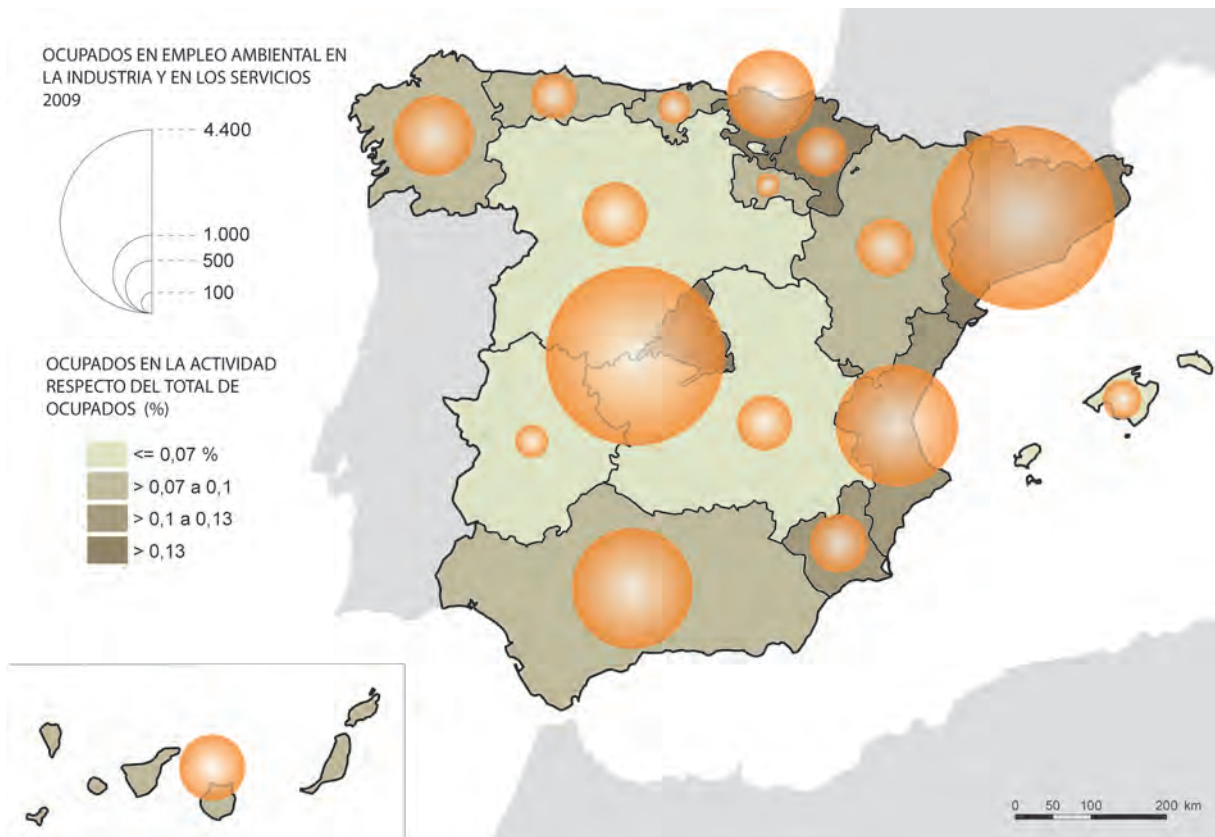 OCUPADOS EN EMPLEO AMBIENTAL EN
LA INDUSTRIA Y EN LOS SERVICIOS
2009
4.400
1.000
500
100
OCUPADOS EN LA ACTIVIDAD
RESPECTO DEL TOTAL DE
OCUPADOS (%)
<= 0,07 %
> 0,07 a 0,1
> 0,1 a 0,13
> 0,13
0 50 100 200 km